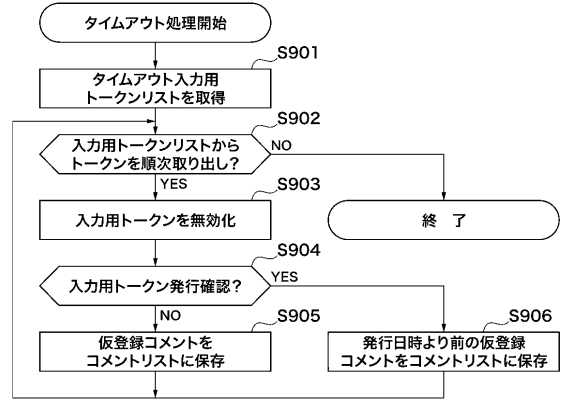 タイムアウト処理開始
S901
タイムアウト入力用
トークンリストを取得
S902
入力用トークンリストから
トークンを順次取り出し?
NO
YES
S903
入力用トークンを無効化
終 了
S904
入力用トークン発行確認?
YES
NO
S905
仮登録コメントを
コメントリストに保存
S906
発行日時より前の仮登録
コメントをコメントリストに保存